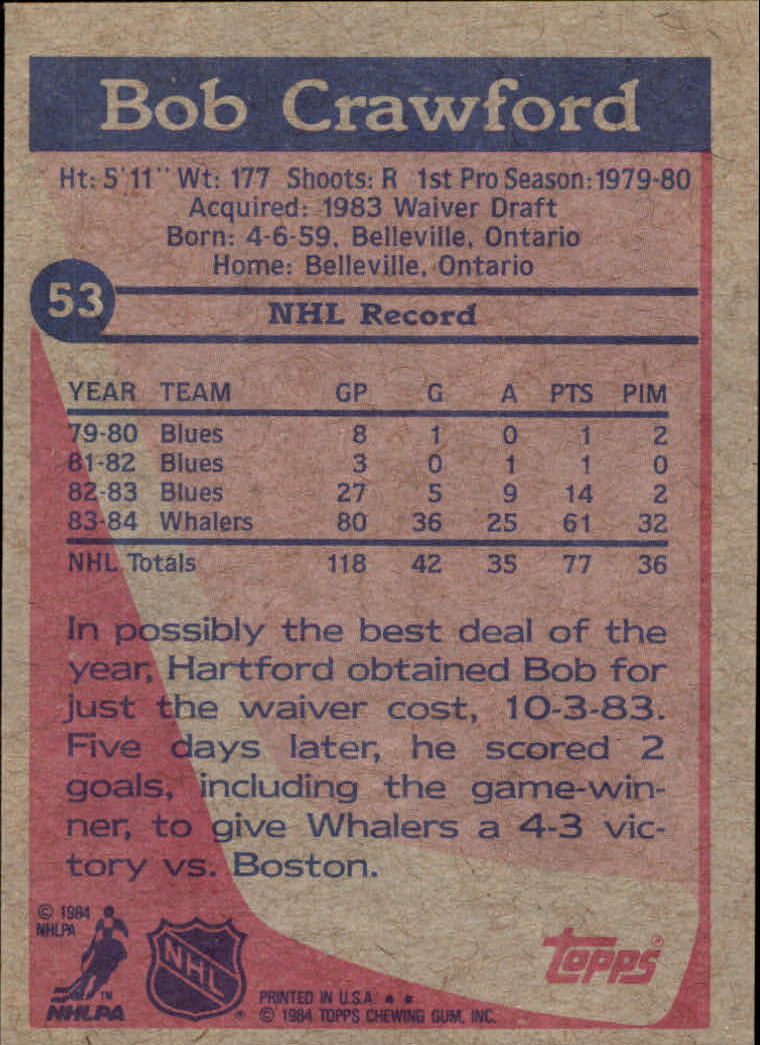 Bob Crawford
Ht: 5'11" Wt: 177 Shoots: R 1st Pro Season: 1979-80
Acquired: 1983 Waiver Draft
Born: 4-6-59, Belleville, Ontario
Home: Belleville, Ontario
53
NHL Record
YEAR TEAM GP G A PTS PIM
79-80 Blues 8 1 0 1 2
81-82 Blues 3 0 1 1 0
82-83 Blues 27 5 9 14 2
83-84 Whalers 80 36 25 61 32
NHL Totals 118 42 35 77 36
In possibly the best deal of the
year, Hartford obtained Bob for
just the waiver cost, 10-3-83.
Five days later, he scored 2
goals, including the game-win-
ner, to give Whalers a 4-3 vic-
tory vs. Boston.
© 1984
NHLPA
TM
NHLPA
NHL
®
topps®
PRINTED IN U.S.A. * *
© 1984 TOPPS CHEWING GUM, INC.